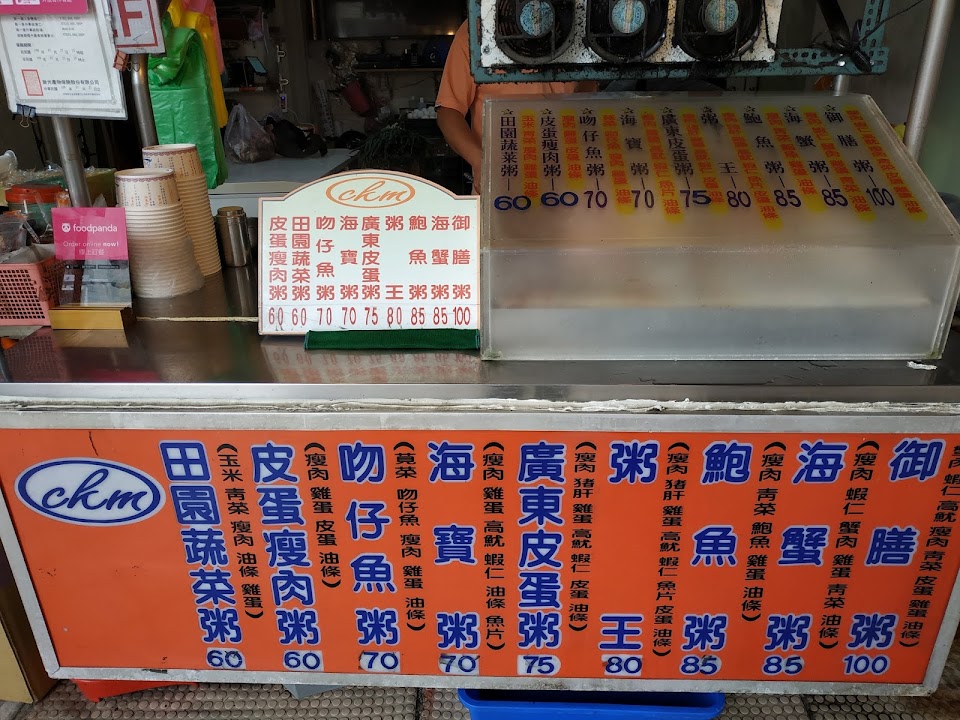 foodpanda
Order online now!
線上訂餐
ckm
御膳粥 100
海蟹粥 85
鮑魚粥 85
粥王 80
廣東皮蛋粥 75
海寶粥 70
吻仔魚粥 70
田園蔬菜粥 60
皮蛋瘦肉粥 60
御膳粥 100
海蟹粥 85
鮑魚粥 85
粥王 80
廣東皮蛋粥 75
海寶粥 70
吻仔魚粥 70
皮蛋瘦肉粥 60
田園蔬菜粥 60
ckm
御膳粥 100
海蟹粥 85
(瘦肉 蝦仁 蟹肉 雞蛋 青菜 油條)
鮑魚粥 85
(瘦肉 青菜 鮑魚 雞蛋 油條)
粥王 80
(瘦肉 豬肝 雞蛋 高魷 蝦仁 魚片 皮蛋 油條)
廣東皮蛋粥 75
(瘦肉 豬肝 雞蛋 高魷 蝦仁 皮蛋 油條)
海寶粥 70
(瘦肉 雞蛋 高魷 蝦仁 油條 魚片)
吻仔魚粥 70
(莧菜 吻仔魚 瘦肉 雞蛋 油條)
皮蛋瘦肉粥 60
(瘦肉 雞蛋 皮蛋 油條)
田園蔬菜粥 60
(玉米 青菜 瘦肉 油條 雞蛋)